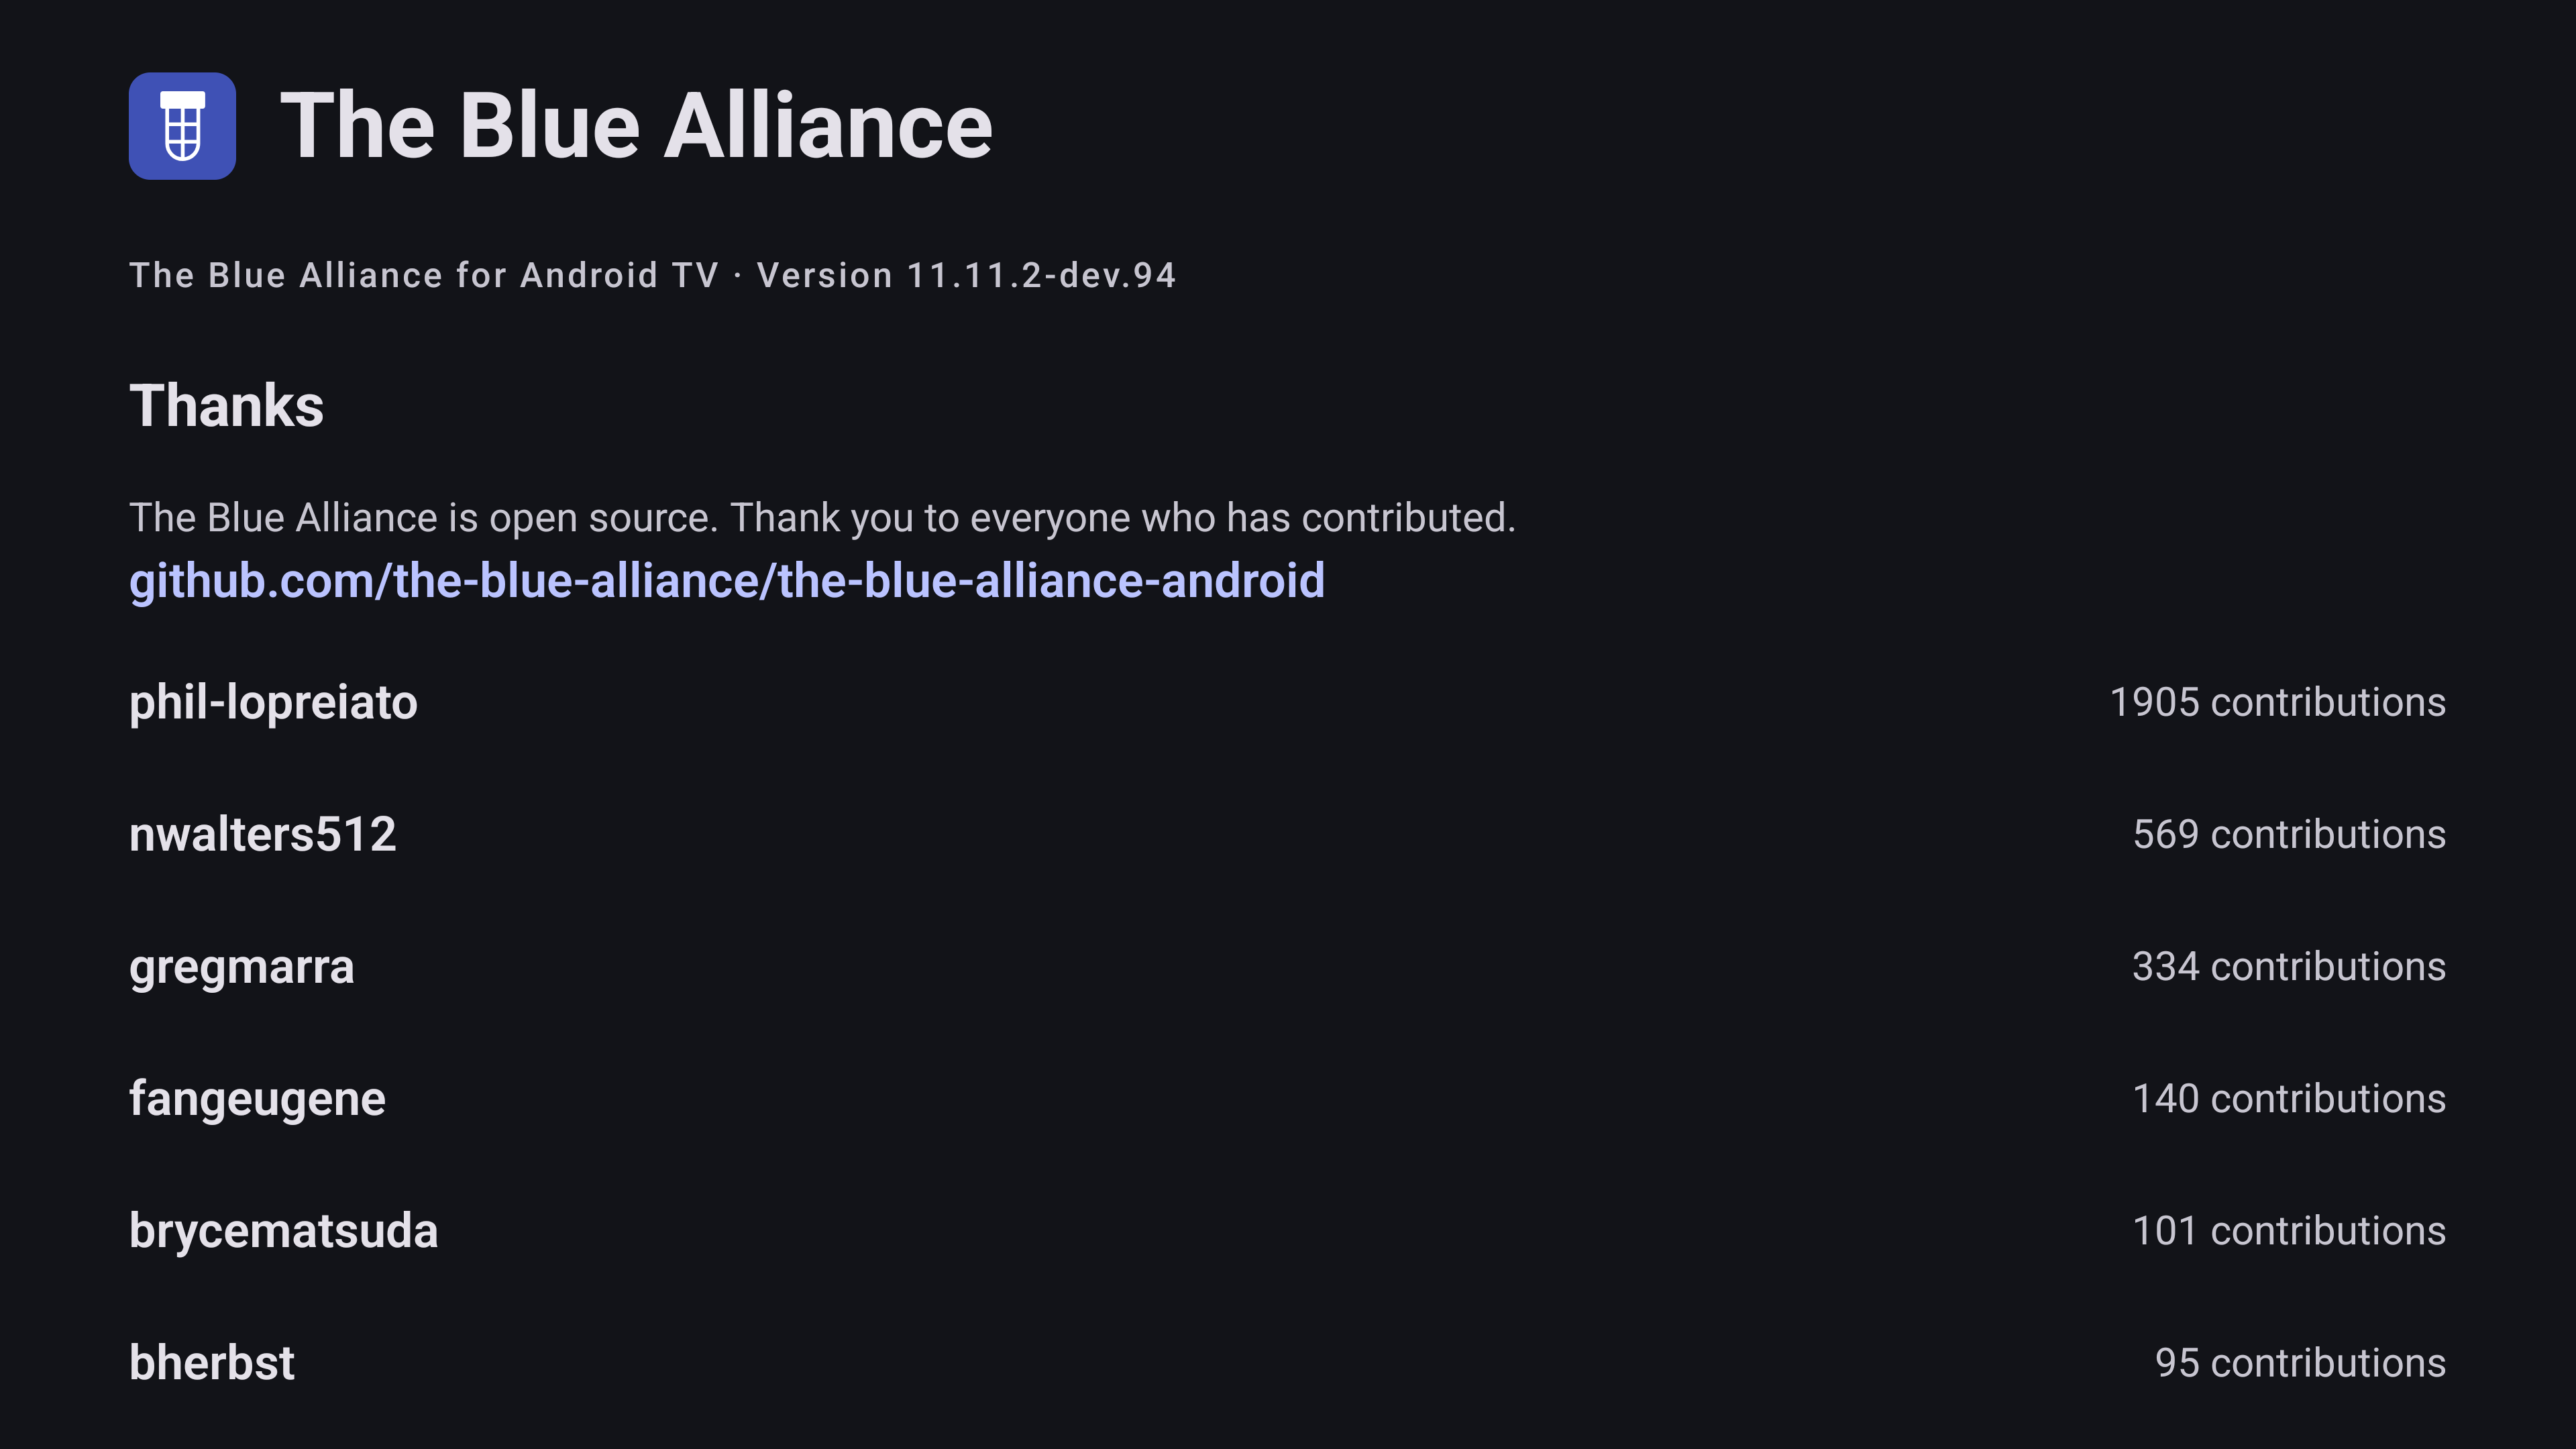 The Blue Alliance
The Blue Alliance for Android TV · Version 11.11.2-dev.94
Thanks
The Blue Alliance is open source. Thank you to everyone who has contributed.
github.com/the-blue-alliance/the-blue-alliance-android
phil-lopreiato 1905 contributions
nwalters512 569 contributions
gregmarra 334 contributions
fangeugene 140 contributions
brycematsuda 101 contributions
bherbst 95 contributions